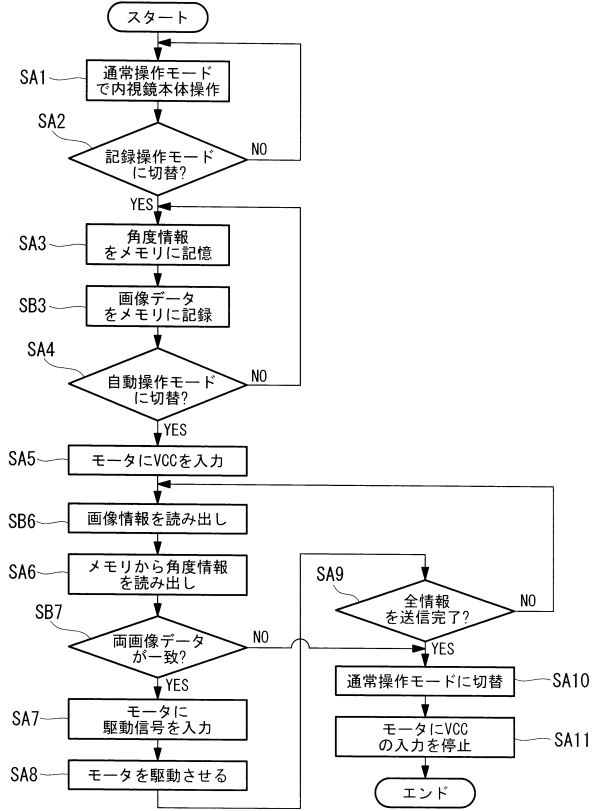 スタート
SA1
通常操作モード
で内視鏡本体操作
SA2
記録操作モード
に切替?
NO
YES
SA3
角度情報
をメモリに記憶
SB3
画像データ
をメモリに記録
SA4
自動操作モード
に切替?
NO
YES
SA5
モータにVCCを入力
SB6
画像情報を読み出し
SA6
メモリから角度情報
を読み出し
SB7
両画像データ
が一致?
NO
YES
SA7
モータに
駆動信号を入力
SA8
モータを駆動させる
SA9
全情報
を送信完了?
NO
YES
通常操作モードに切替
SA10
モータにVCC
の入力を停止
SA11
エンド